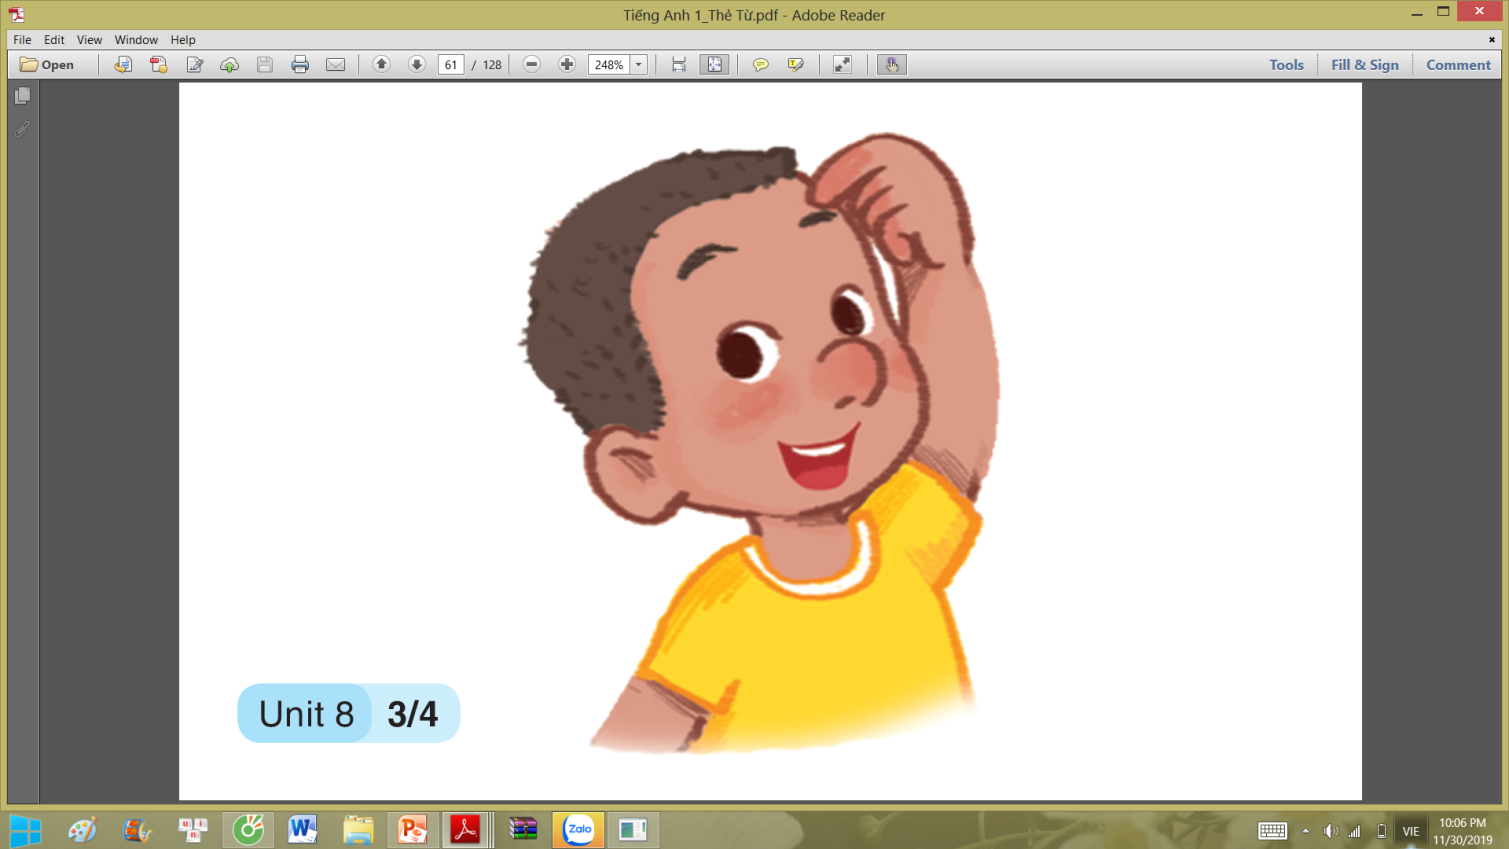 Tiếng Anh 1_Thẻ Từ.pdf - Adobe Reader
File Edit View Window Help
Open 61 / 128 248% Tools Fill & Sign Comment
Unit 8 3/4
Zalo
VIE
10:06 PM
11/30/2019